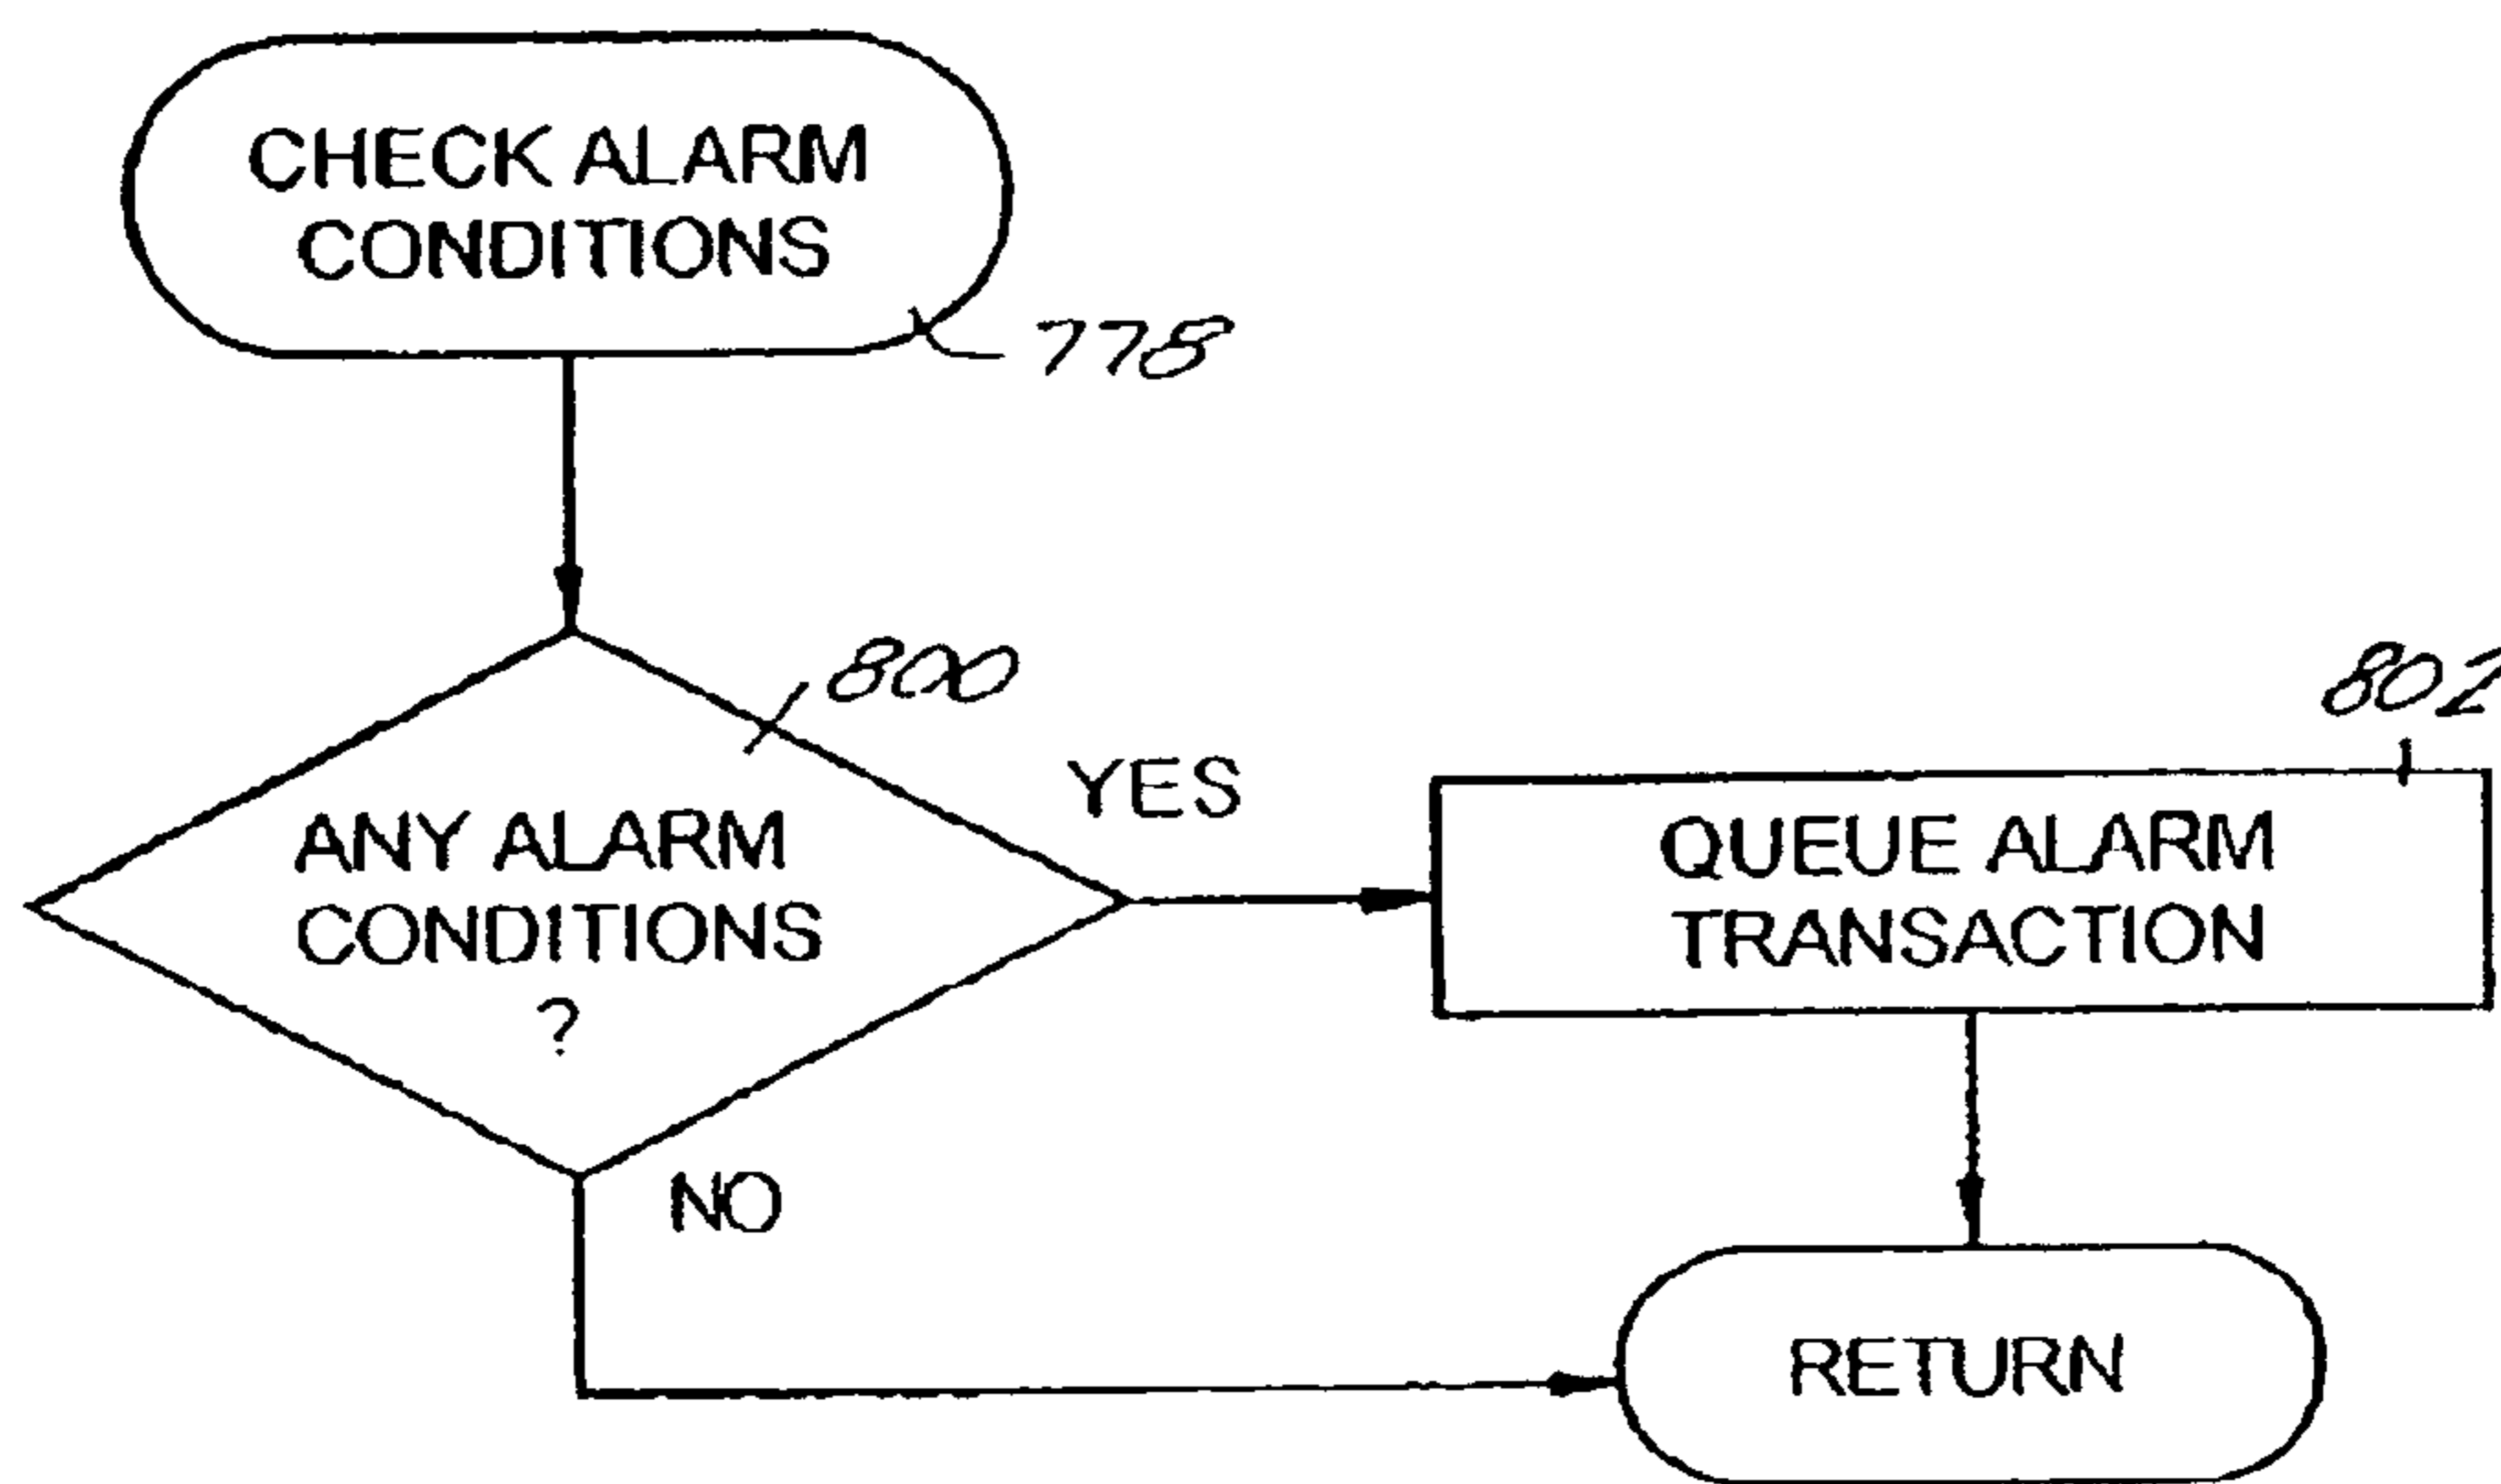 CHECK ALARM
CONDITIONS
778
800
802
YES
ANY ALARM
CONDITIONS
?
QUEUE ALARM
TRANSACTION
NO
RETURN